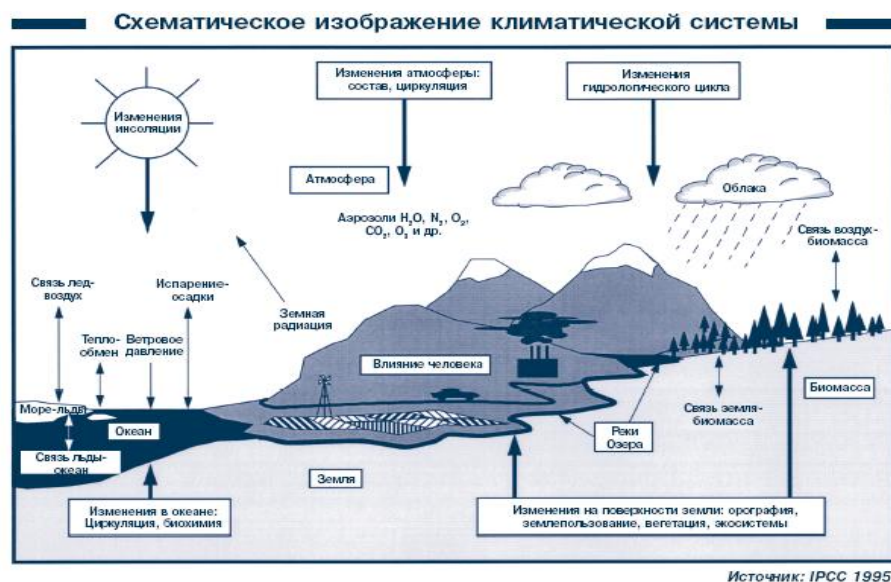 Схематическое изображение климатической системы
Изменения атмосферы:
состав, циркуляция
Изменения
гидрологического цикла
Изменения
инсоляции
Атмосфера
Облака
Аэрозоли H₂O, N₂, O₂,
CO₂, O₃ и др.
Связь воздух-
биомасса
Связь лед-
воздух
Испарение-
осадки
Земная
радиация
Тепло-
обмен
Ветровое
давление
Влияние человека
Биомасса
Море-льды
Океан
Связь земля-
биомасса
Реки
Озера
Связь льды-
океан
Земля
Изменения в океане:
Циркуляция, биохимия
Изменения на поверхности земли: орография,
землепользование, вегетация, экосистемы
Источник: IPCC 1995